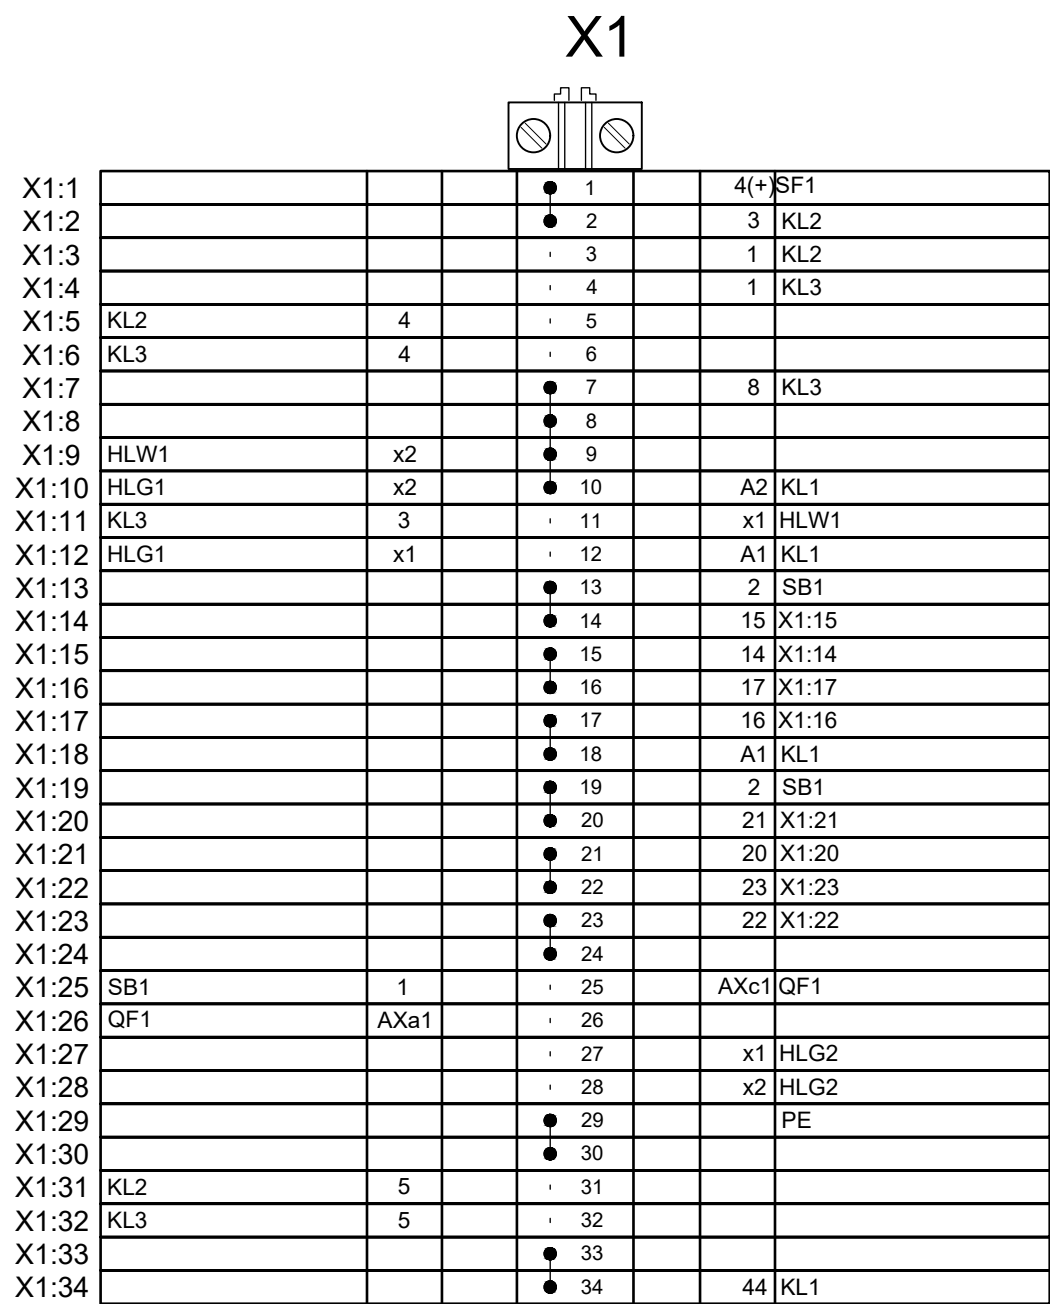 X1
X1:1 1 4(+) SF1
X1:2 2 3 KL2
X1:3 3 1 KL2
X1:4 4 1 KL3
X1:5 KL2 4 5
X1:6 KL3 4 6
X1:7 7 8 KL3
X1:8 8
X1:9 HLW1 x2 9
X1:10 HLG1 x2 10 A2 KL1
X1:11 KL3 3 11 x1 HLW1
X1:12 HLG1 x1 12 A1 KL1
X1:13 13 2 SB1
X1:14 14 15 X1:15
X1:15 15 14 X1:14
X1:16 16 17 X1:17
X1:17 17 16 X1:16
X1:18 18 A1 KL1
X1:19 19 2 SB1
X1:20 20 21 X1:21
X1:21 21 20 X1:20
X1:22 22 23 X1:23
X1:23 23 22 X1:22
X1:24 24
X1:25 SB1 1 25 AXc1 QF1
X1:26 QF1 AXa1 26
X1:27 27 x1 HLG2
X1:28 28 x2 HLG2
X1:29 29 PE
X1:30 30
X1:31 KL2 5 31
X1:32 KL3 5 32
X1:33 33
X1:34 34 44 KL1